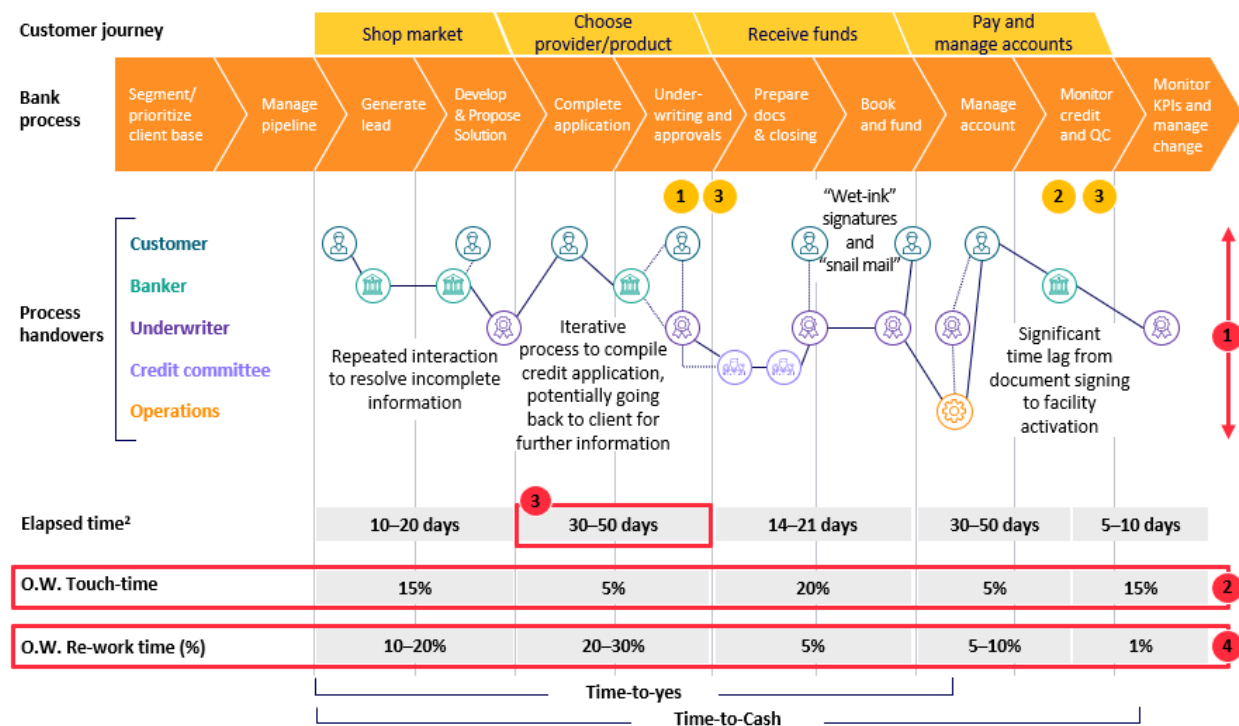 Customer journey
Shop market
Choose
provider/product
Receive funds
Pay and
manage accounts
Bank
process
Segment/
prioritize
client base
Manage
pipeline
Generate
lead
Develop
& Propose
Solution
Complete
application
Under-
writing and
approvals
Prepare
docs
& closing
Book
and fund
Manage
account
Monitor
credit
and QC
Monitor
KPIs and
manage
change
1
3
2
3
Process
handovers
Customer
Banker
Underwriter
Credit committee
Operations
Repeated interaction
to resolve incomplete
information
Iterative
process to compile
credit application,
potentially going
back to client for
further information
“Wet-ink”
signatures
and
“snail mail”
Significant
time lag from
document signing
to facility
activation
1
Elapsed time²
10–20 days
3
30–50 days
14–21 days
30–50 days
5–10 days
O.W. Touch-time
15%
5%
20%
5%
15%
2
O.W. Re-work time (%)
10–20%
20–30%
5%
5–10%
1%
4
Time-to-yes
Time-to-Cash